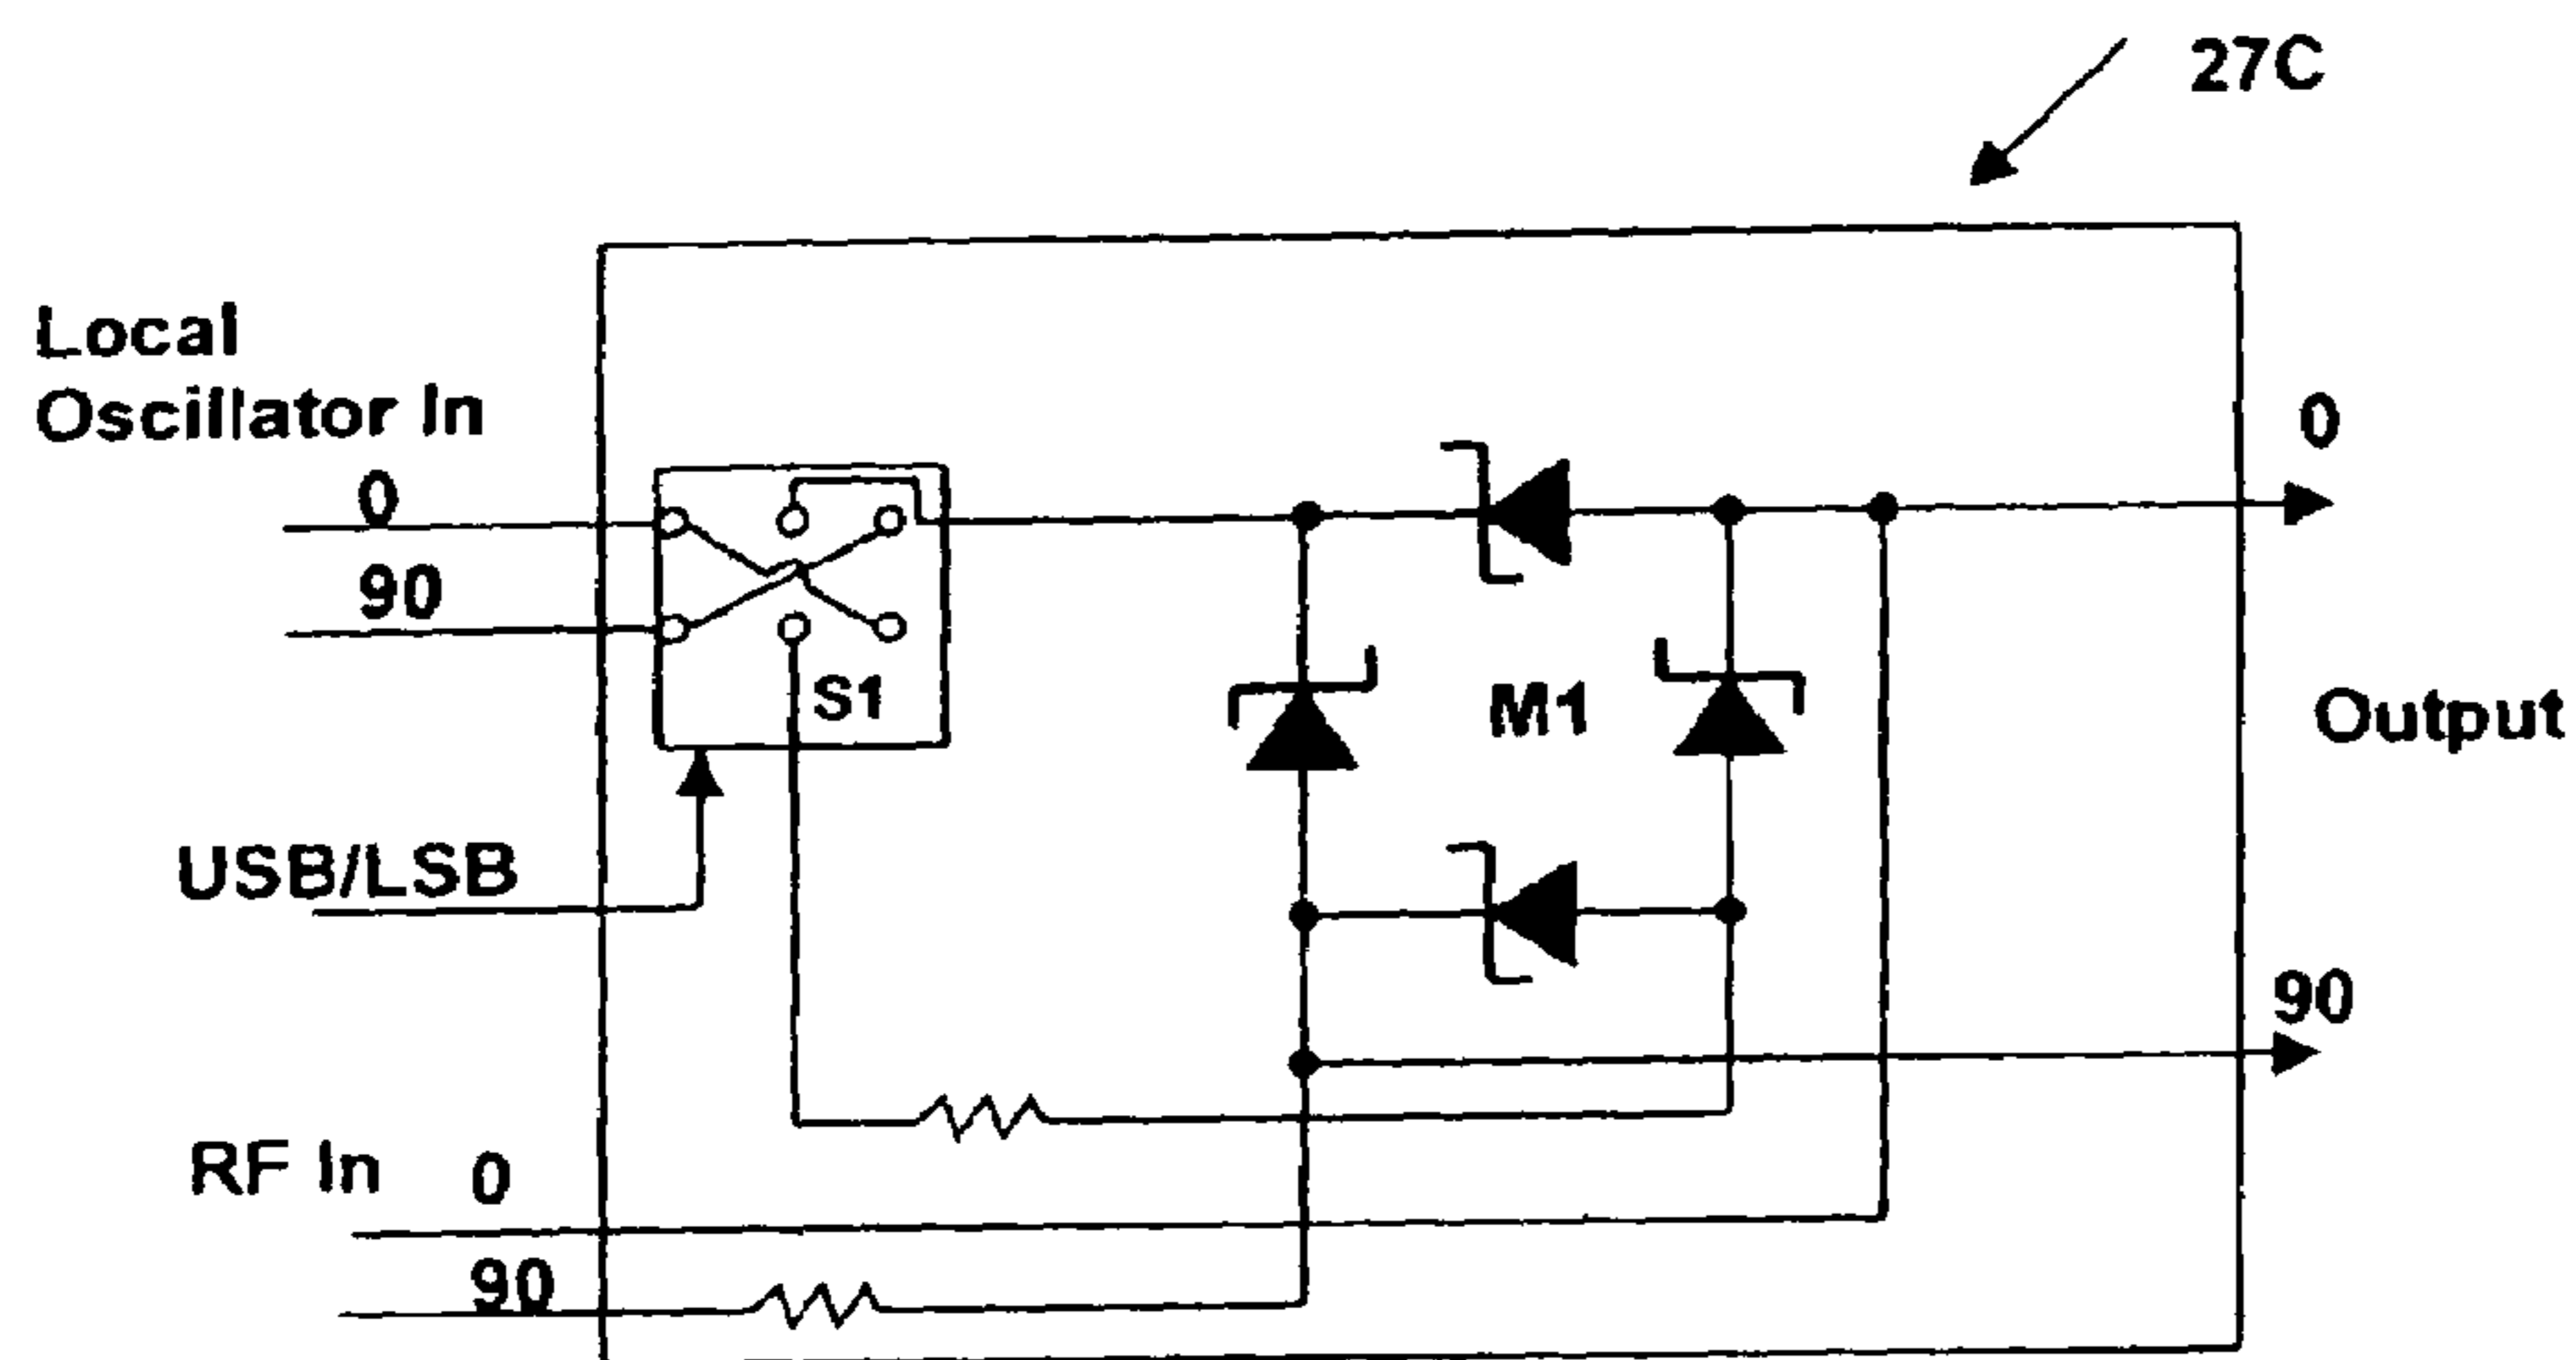 27C
Local
Oscillator In
0
90
0
S1
M1
Output
USB/LSB
90
RF In
0
90